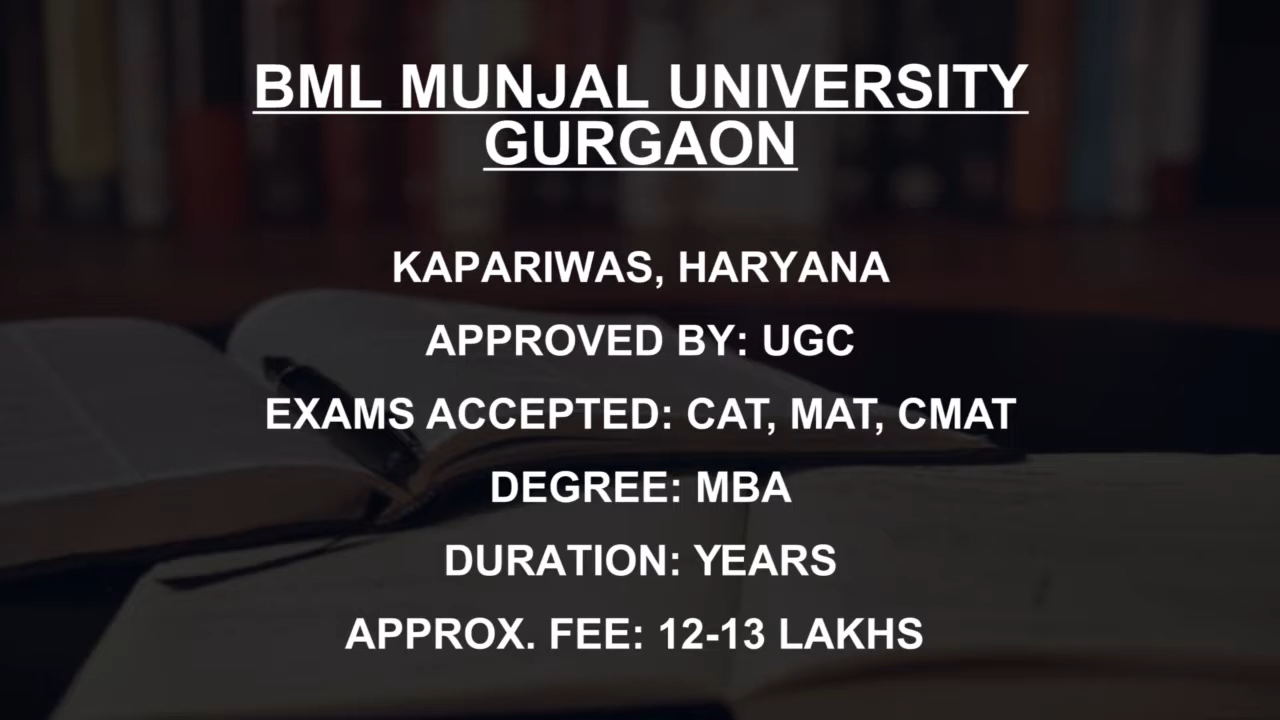 BML MUNJAL UNIVERSITY
GURGAON
KAPARIWAS, HARYANA
APPROVED BY: UGC
EXAMS ACCEPTED: CAT, MAT, CMAT
DEGREE: MBA
DURATION: YEARS
APPROX. FEE: 12-13 LAKHS